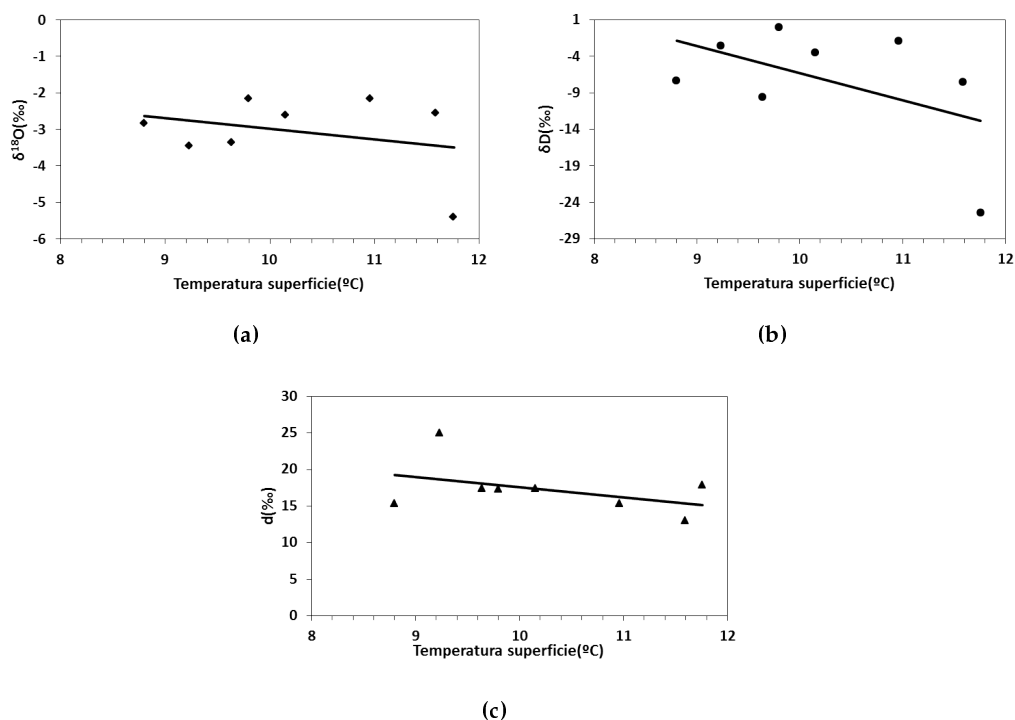 0
-1
-2
-3
-4
-5
-6
δ¹⁸O(‰)
8 9 10 11 12
Temperatura superficie(ºC)
(a)
1
-4
-9
-14
-19
-24
-29
δD(‰)
8 9 10 11 12
Temperatura superficie(ºC)
(b)
30
25
20
15
10
5
0
d(‰)
8 9 10 11 12
Temperatura superficie(ºC)
(c)